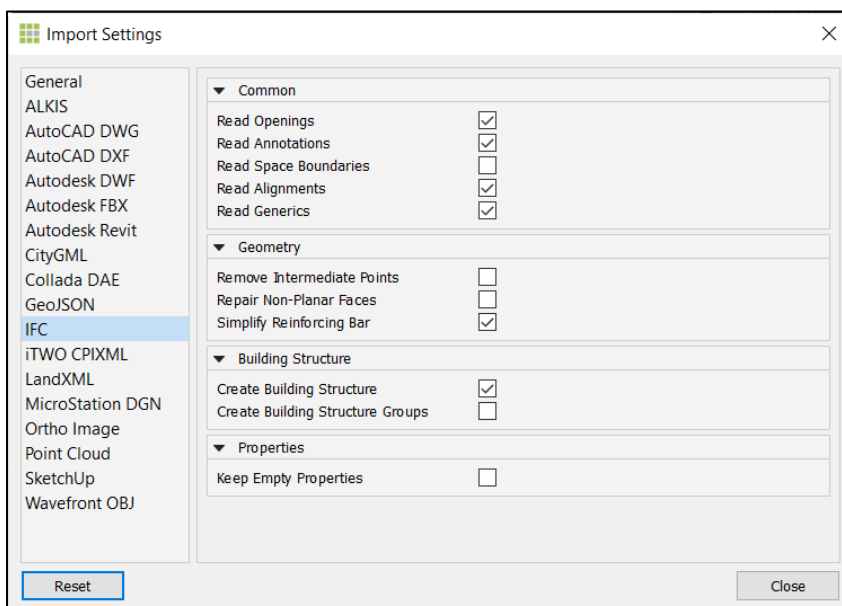 Import Settings
General
ALKIS
AutoCAD DWG
AutoCAD DXF
Autodesk DWF
Autodesk FBX
Autodesk Revit
CityGML
Collada DAE
GeoJSON
IFC
iTWO CPIXML
LandXML
MicroStation DGN
Ortho Image
Point Cloud
SketchUp
Wavefront OBJ
Common
Read Openings
Read Annotations
Read Space Boundaries
Read Alignments
Read Generics
Geometry
Remove Intermediate Points
Repair Non-Planar Faces
Simplify Reinforcing Bar
Building Structure
Create Building Structure
Create Building Structure Groups
Properties
Keep Empty Properties
Reset
Close